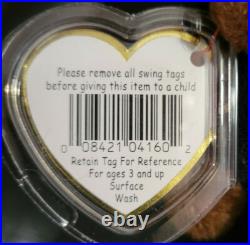 Please remove all swing tags
before giving this item to a child
0 08421 04160 2
Retain Tag For Reference
For ages 3 and up
Surface
Wash